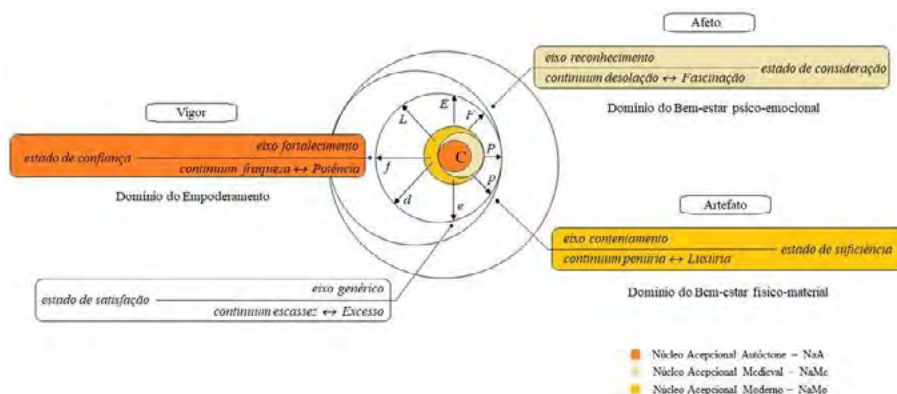 Afeto
eixo reconhecimento
estado de consideração
continuum desolação ↔ Fascinação
Domínio do Bem-estar psico-emocional
Vigor
eixo fortalecimento
estado de confiança
continuum fraqueza ↔ Potência
Domínio do Empoderamento
E
F
L
C
P
f
p
d
e
Artefato
eixo contentamento
estado de suficiência
continuum penúria ↔ Luxúria
Domínio do Bem-estar físico-material
eixo genérico
estado de satisfação
continuum escassez ↔ Excesso
Núcleo Acepcional Autóctone – NaA
Núcleo Acepcional Medieval – NaMe
Núcleo Acepcional Moderno – NaMo